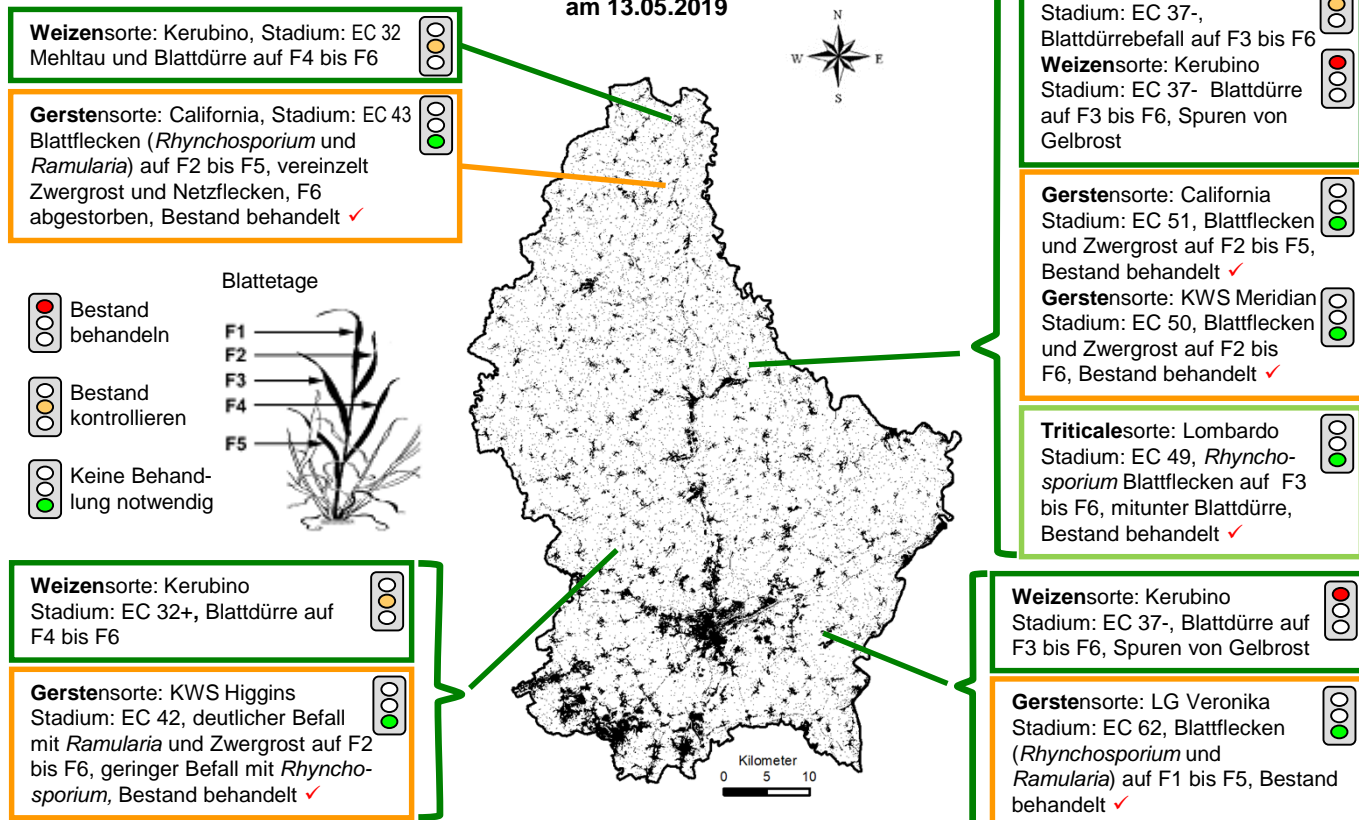 am 13.05.2019
Weizensorte: Kerubino, Stadium: EC 32
Mehltau und Blattdürre auf F4 bis F6
Gerstensorte: California, Stadium: EC 43
Blattflecken (Rhynchosporium und
Ramularia) auf F2 bis F5, vereinzelt
Zwergrost und Netzflecken, F6
abgestorben, Bestand behandelt ✓
Blattetage
Bestand
behandeln
Bestand
kontrollieren
Keine Behand-
lung notwendig
F1
F2
F3
F4
F5
Weizensorte: Kerubino
Stadium: EC 32+, Blattdürre auf
F4 bis F6
Gerstensorte: KWS Higgins
Stadium: EC 42, deutlicher Befall
mit Ramularia und Zwergrost auf F2
bis F6, geringer Befall mit Rhyncho-
sporium, Bestand behandelt ✓
N
W E
S
Kilometer
0 5 10
Stadium: EC 37-,
Blattdürrebefall auf F3 bis F6
Weizensorte: Kerubino
Stadium: EC 37- Blattdürre
auf F3 bis F6, Spuren von
Gelbrost
Gerstensorte: California
Stadium: EC 51, Blattflecken
und Zwergrost auf F2 bis F5,
Bestand behandelt ✓
Gerstensorte: KWS Meridian
Stadium: EC 50, Blattflecken
und Zwergrost auf F2 bis
F6, Bestand behandelt ✓
Triticalesorte: Lombardo
Stadium: EC 49, Rhyncho-
sporium Blattflecken auf F3
bis F6, mitunter Blattdürre,
Bestand behandelt ✓
Weizensorte: Kerubino
Stadium: EC 37-, Blattdürre auf
F3 bis F6, Spuren von Gelbrost
Gerstensorte: LG Veronika
Stadium: EC 62, Blattflecken
(Rhynchosporium und
Ramularia) auf F1 bis F5, Bestand
behandelt ✓